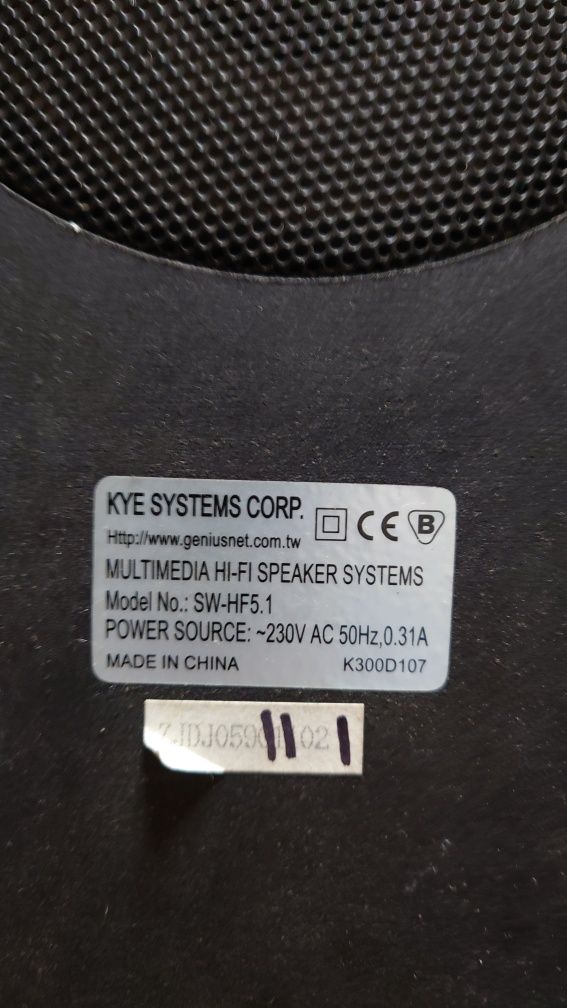 KYE SYSTEMS CORP.
Http://www.geniusnet.com.tw
CE B
MULTIMEDIA HI-FI SPEAKER SYSTEMS
Model No.: SW-HF5.1
POWER SOURCE: ~230V AC 50Hz,0.31A
MADE IN CHINA K300D107
02